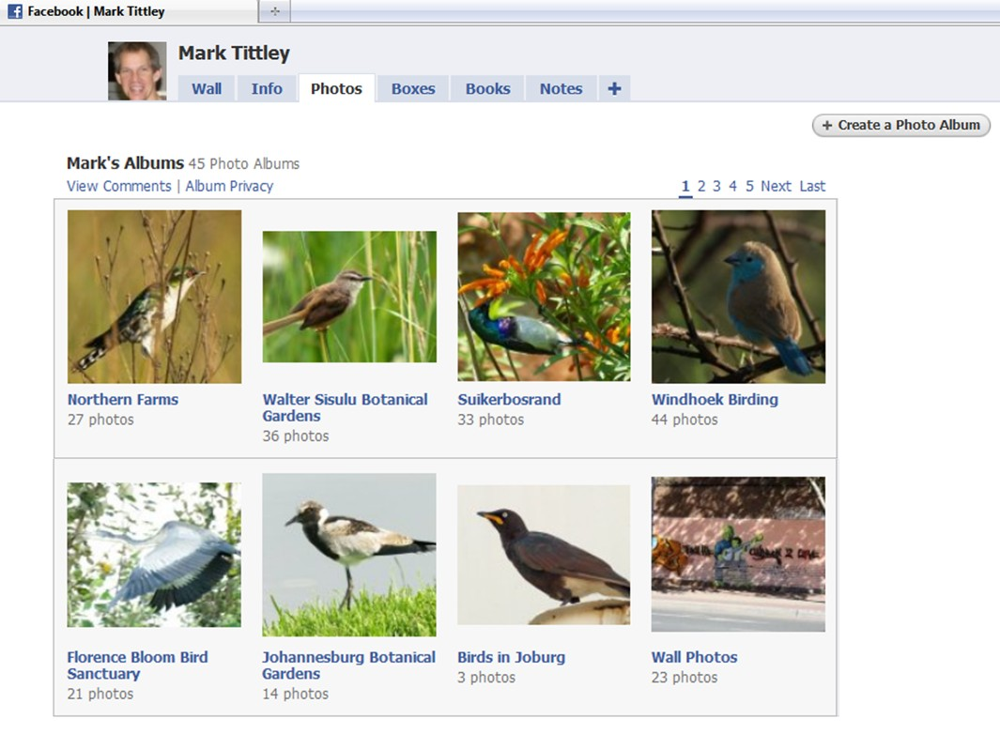 Facebook | Mark Tittley
Mark Tittley
Wall Info Photos Boxes Books Notes +
+ Create a Photo Album
Mark's Albums 45 Photo Albums
View Comments | Album Privacy 1 2 3 4 5 Next Last
Northern Farms
27 photos
Walter Sisulu Botanical
Gardens
36 photos
Suikerbosrand
33 photos
Windhoek Birding
44 photos
Florence Bloom Bird
Sanctuary
21 photos
Johannesburg Botanical
Gardens
14 photos
Birds in Joburg
3 photos
Wall Photos
23 photos